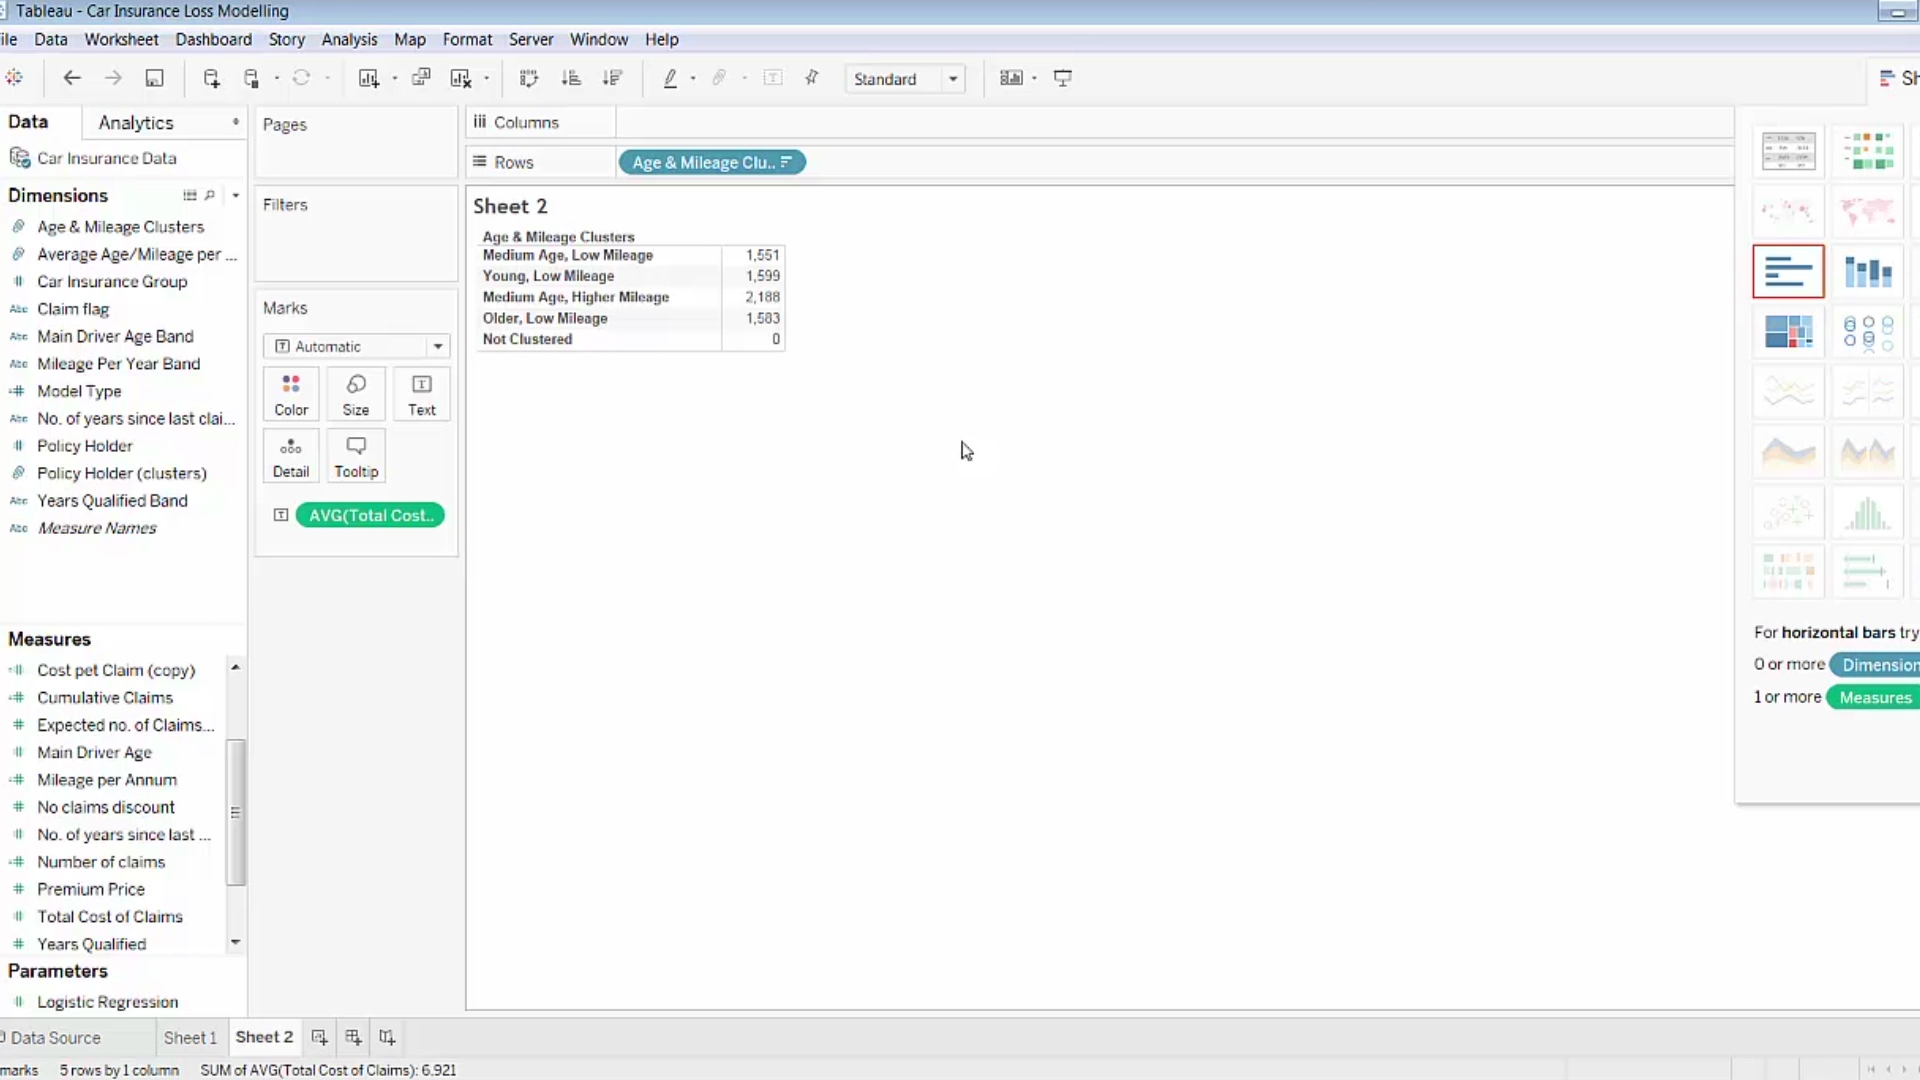 Tableau - Car Insurance Loss Modelling
ile Data Worksheet Dashboard Story Analysis Map Format Server Window Help
Standard
Sh
Data Analytics
Car Insurance Data
Dimensions
Age & Mileage Clusters
Average Age/Mileage per ...
Car Insurance Group
Abc Claim flag
Abc Main Driver Age Band
Abc Mileage Per Year Band
Model Type
Abc No. of years since last clai...
Policy Holder
Policy Holder (clusters)
Abc Years Qualified Band
Abc Measure Names
Measures
Cost pet Claim (copy)
Cumulative Claims
Expected no. of Claims...
Main Driver Age
Mileage per Annum
No claims discount
No. of years since last ...
Number of claims
Premium Price
Total Cost of Claims
Years Qualified
Parameters
Logistic Regression
Pages
Filters
Marks
Automatic
Color Size Text
Detail Tooltip
AVG(Total Cost..
Columns
Rows Age & Mileage Clu..
Sheet 2
Age & Mileage Clusters
Medium Age, Low Mileage 1,551
Young, Low Mileage 1,599
Medium Age, Higher Mileage 2,188
Older, Low Mileage 1,583
Not Clustered 0
For horizontal bars try
0 or more Dimension
1 or more Measures
Data Source Sheet 1 Sheet 2
marks 5 rows by 1 column SUM of AVG(Total Cost of Claims): 6.921